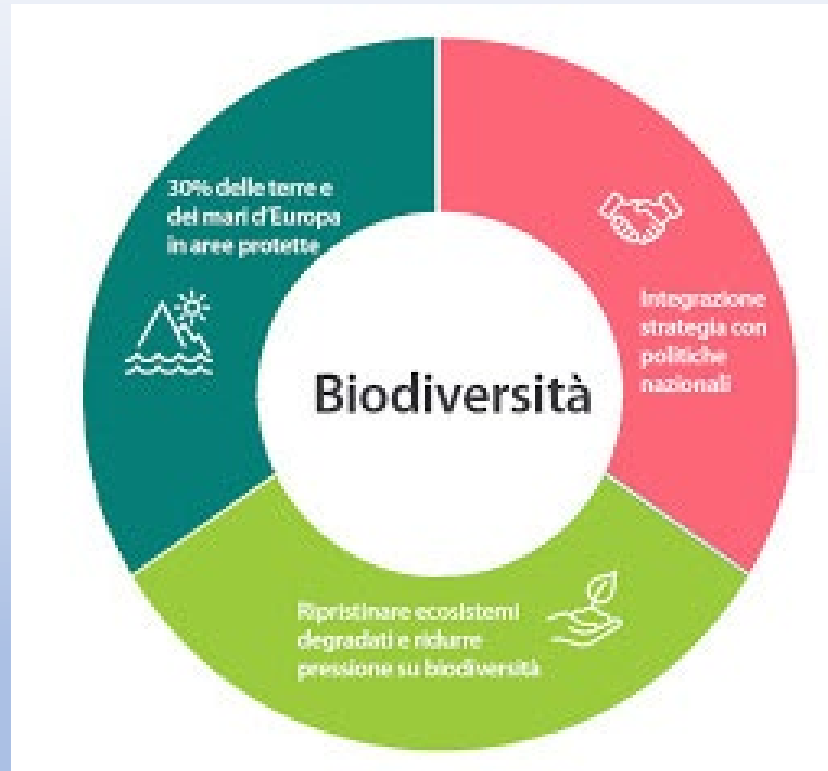 30% delle terre e
dei mari d'Europa
in aree protette
Integrazione
strategia con
politiche
nazionali
Biodiversità
Ripristinare ecosistemi
degradati e ridurre
pressione su biodiversità